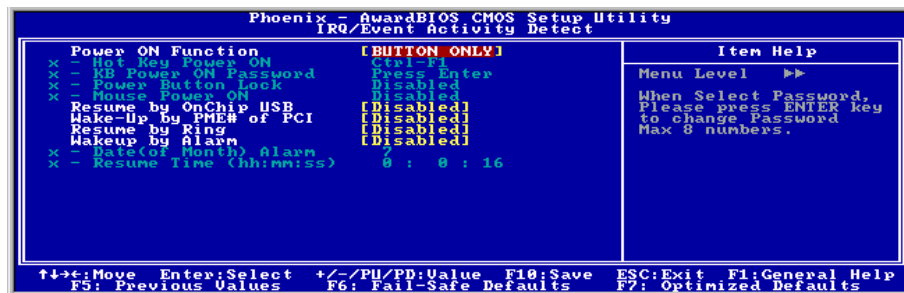 Phoenix - AwardBIOS CMOS Setup Utility
IRQ/Event Activity Detect
Power ON Function [BUTTON ONLY]
x - Hot Key Power ON Ctrl-F1
x - KB Power ON Password Press Enter
x - Power Button Lock Disabled
x - Mouse Power ON Disabled
Resume by OnChip USB [Disabled]
Wake-Up by PME# of PCI [Disabled]
Resume by Ring [Disabled]
Wakeup by Alarm [Disabled]
x - Date(of Month) Alarm 7
x - Resume Time (hh:mm:ss) 0 : 0 : 16
Item Help
Menu Level ▸▸
When Select Password,
Please press ENTER key
to change Password
Max 8 numbers.
↑↓→←:Move Enter:Select +/-/PU/PD:Value F10:Save ESC:Exit F1:General Help
F5: Previous Values F6: Fail-Safe Defaults F7: Optimized Defaults